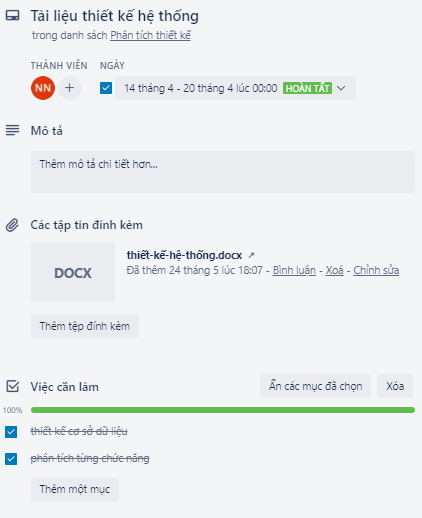 Tài liệu thiết kế hệ thống
trong danh sách Phân tích thiết kế
THÀNH VIÊN NGÀY
NN + 14 tháng 4 - 20 tháng 4 lúc 00:00 HOÀN TẤT
Mô tả
Thêm mô tả chi tiết hơn...
Các tập tin đính kèm
DOCX
thiết-kế-hệ-thống.docx ↗
Đã thêm 24 tháng 5 lúc 18:07 - Bình luận - Xoá - Chỉnh sửa
Thêm tệp đính kèm
Việc cần làm Ẩn các mục đã chọn Xóa
100%
thiết kế cơ sở dữ liệu
phân tích từng chức năng
Thêm một mục